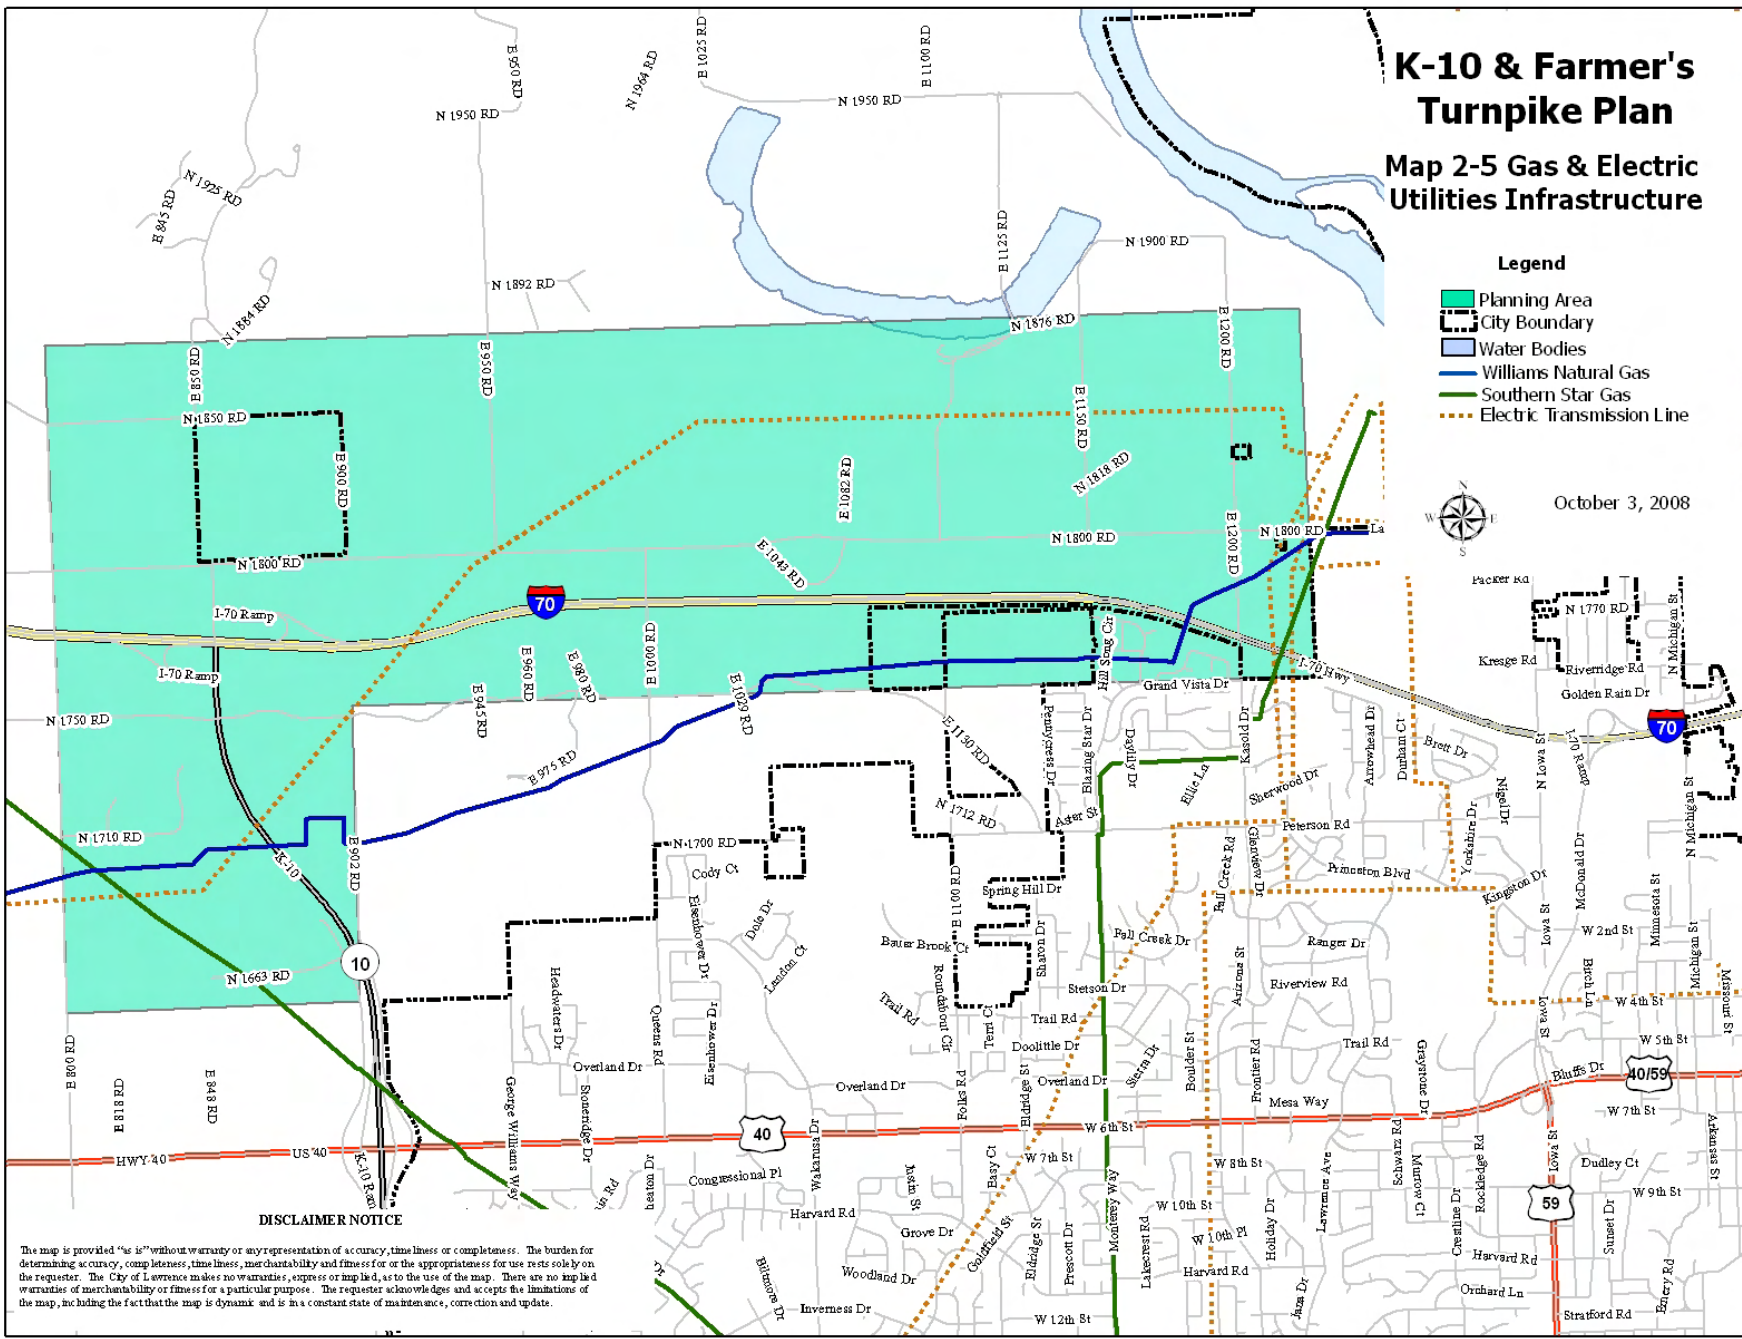 K-10 & Farmer's
Turnpike Plan
Map 2-5 Gas & Electric
Utilities Infrastructure
Legend
Planning Area
City Boundary
Water Bodies
Williams Natural Gas
Southern Star Gas
Electric Transmission Line
October 3, 2008
N
W
E
S
E 950 RD
N 1964 RD
E 1025 RD
E 1100 RD
N 1950 RD
N 1950 RD
N 1925 RD
E 845 RD
E 1125 RD
N 1900 RD
N 1892 RD
N 1884 RD
N 1876 RD
E 1200 RD
E 850 RD
E 950 RD
E 1150 RD
N 1850 RD
E 900 RD
E 1082 RD
N 1818 RD
E 1200 RD
N 1800 RD
La
N 1800 RD
N 1800 RD
E 1043 RD
70
I-70 Ramp
I-70 Ramp
E 960 RD
E 980 RD
E 1000 RD
E 945 RD
E 1029 RD
Hill Song Cir
Grand Vista Dr
I-70 Hwy
Packer Rd
N 1770 RD
N Michigan St
Kresge Rd
Riverridge Rd
Golden Rain Dr
70
N 1750 RD
E 975 RD
E 1130 RD
Pennycress Dr
Blazing Star Dr
Daylily Dr
Kasold Dr
Arrowhead Dr
Durham Ct
Brett Dr
N Iowa St
I-70 Ramp
Ellie Ln
Sherwood Dr
Nigel Dr
N Michigan St
N 1712 RD
Aster St
Peterson Rd
Yorkshire Dr
N 1710 RD
K-10
E 902 RD
N 1700 RD
Cody Ct
Eisenhower Dr
Dole Dr
Landon Ct
E 1100 RD
Spring Hill Dr
Fall Creek Rd
Glenview Dr
Princeton Blvd
Kingston Dr
McDonald Dr
Minnesota St
Iowa St
W 2nd St
Michigan St
Bauer Brook Ct
Sharon Dr
Fall Creek Dr
Ranger Dr
10
N 1663 RD
Headwaters Dr
Queens Rd
Eisenhower Dr
Trail Rd
Roundabout Cir
Terri Ct
Stetson Dr
Arizona St
Riverview Rd
Birch Ln
W 4th St
Missouri St
Iowa St
Trail Rd
Trail Rd
Doolittle Dr
W 5th St
E 800 RD
E 818 RD
E 848 RD
George Williams Way
Overland Dr
Stoneridge Dr
Overland Dr
Folks Rd
Eldridge St
Overland Dr
Sierra Dr
Boulder St
Frontier Rd
Graystone Dr
Mesa Way
Bluffs Dr
40/59
W 7th St
HWY 40
US 40
40
Wakarusa Dr
W 6th St
K-10 Ram
heaton Dr
in Rd
Congressional Pl
Justin St
Easy Ct
W 7th St
Monterey Way
W 8th St
Lawrence Ave
Schwarz Rd
Murrow Ct
Rockledge Rd
Iowa St
Dudley Ct
Arkansas St
W 9th St
59
Harvard Rd
Grove Dr
Goldfield St
Eldridge St
Prescott Dr
Lakecrest Rd
W 10th St
W 10th Pl
Holiday Dr
Crestline Dr
Sunset Dr
Harvard Rd
Harvard Rd
Woodland Dr
Biltmore Dr
Inverness Dr
W 12th St
Jana Dr
Orchard Ln
Emery Rd
Stratford Rd
Dr
DISCLAIMER NOTICE
The map is provided "as is" without warranty or any representation of accuracy, timeliness or completeness. The burden for
determining accuracy, completeness, timeliness, merchantability and fitness for or the appropriateness for use rests solely on
the requester. The City of Lawrence makes no warranties, express or implied, as to the use of the map. There are no implied
warranties of merchantability or fitness for a particular purpose. The requester acknowledges and accepts the limitations of
the map, including the fact that the map is dynamic and is in a constant state of maintenance, correction and update.